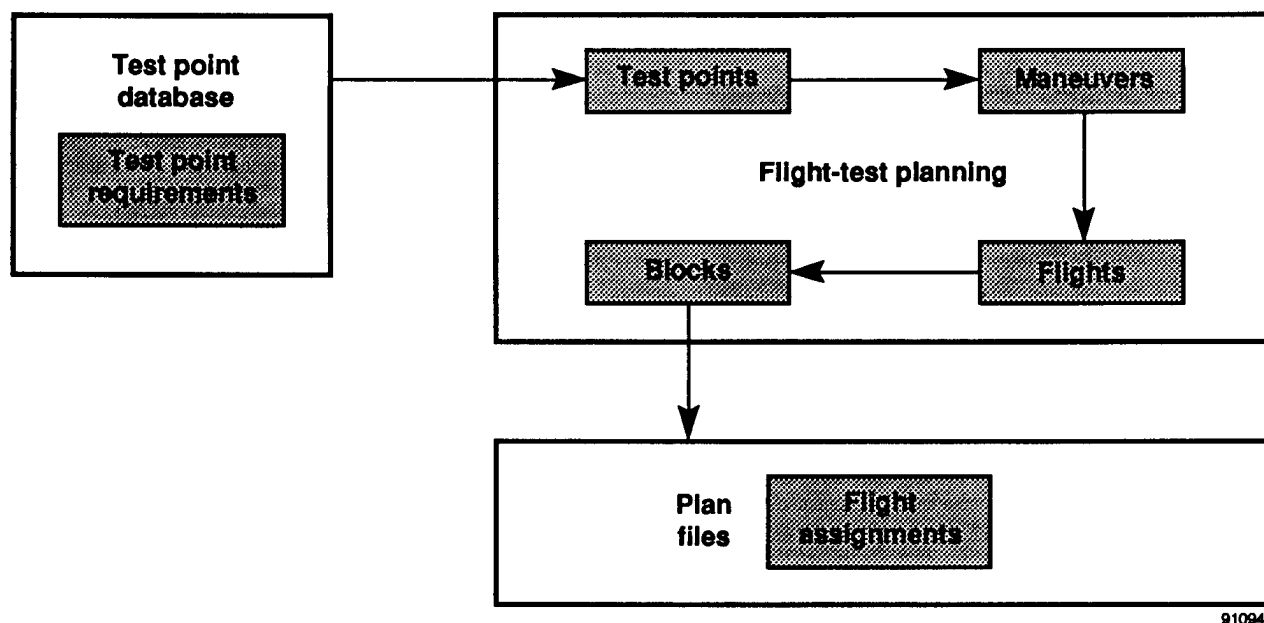 Test point
database
Test point
requirements
Test points
Maneuvers
Flight-test planning
Blocks
Flights
Plan
files
Flight
assignments
91094